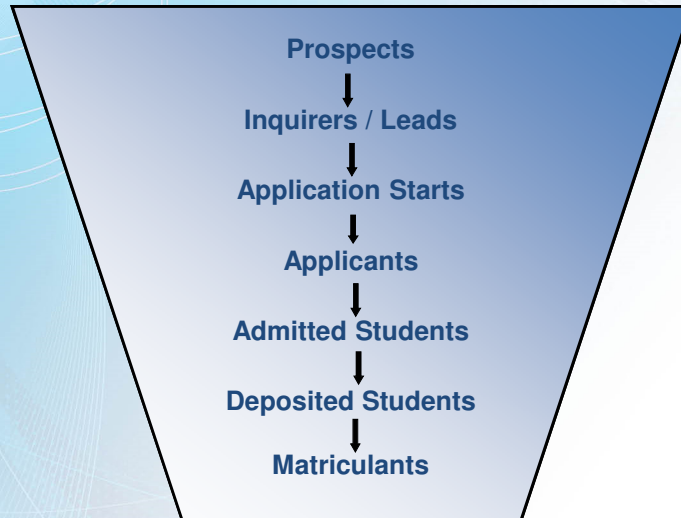 Prospects
Inquirers / Leads
Application Starts
Applicants
Admitted Students
Deposited Students
Matriculants